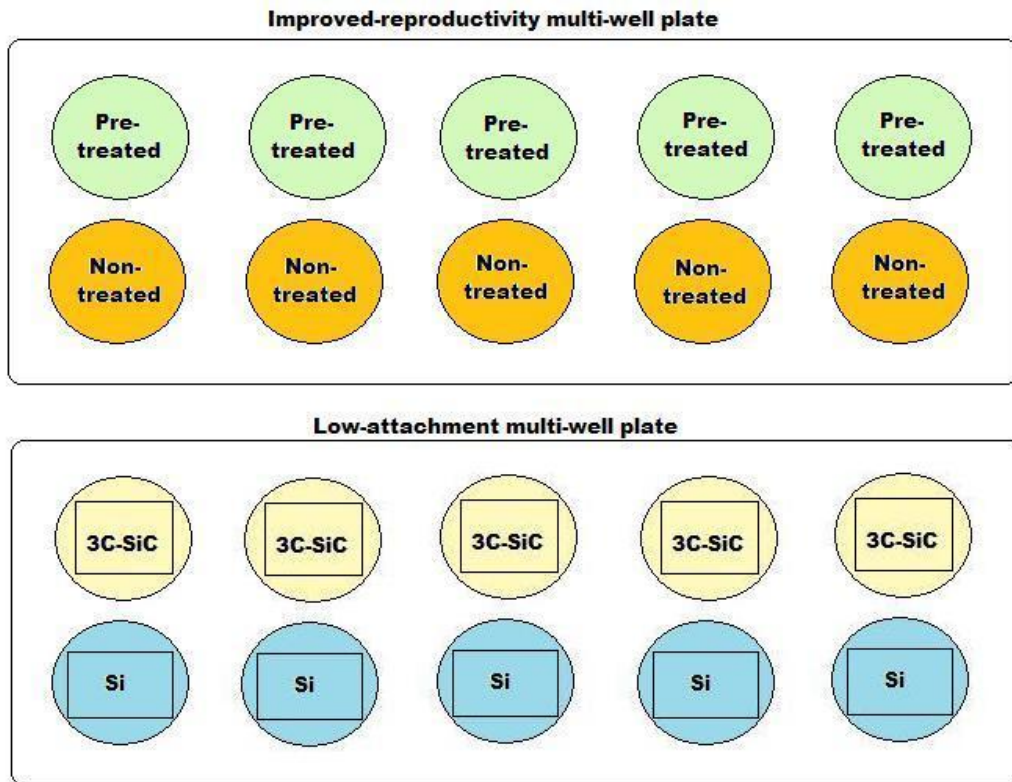 Improved-reproductivity multi-well plate
Pre-
treated
Pre-
treated
Pre-
treated
Pre-
treated
Pre-
treated
Non-
treated
Non-
treated
Non-
treated
Non-
treated
Non-
treated
Low-attachment multi-well plate
3C-SiC
3C-SiC
3C-SiC
3C-SiC
3C-SiC
Si
Si
Si
Si
Si